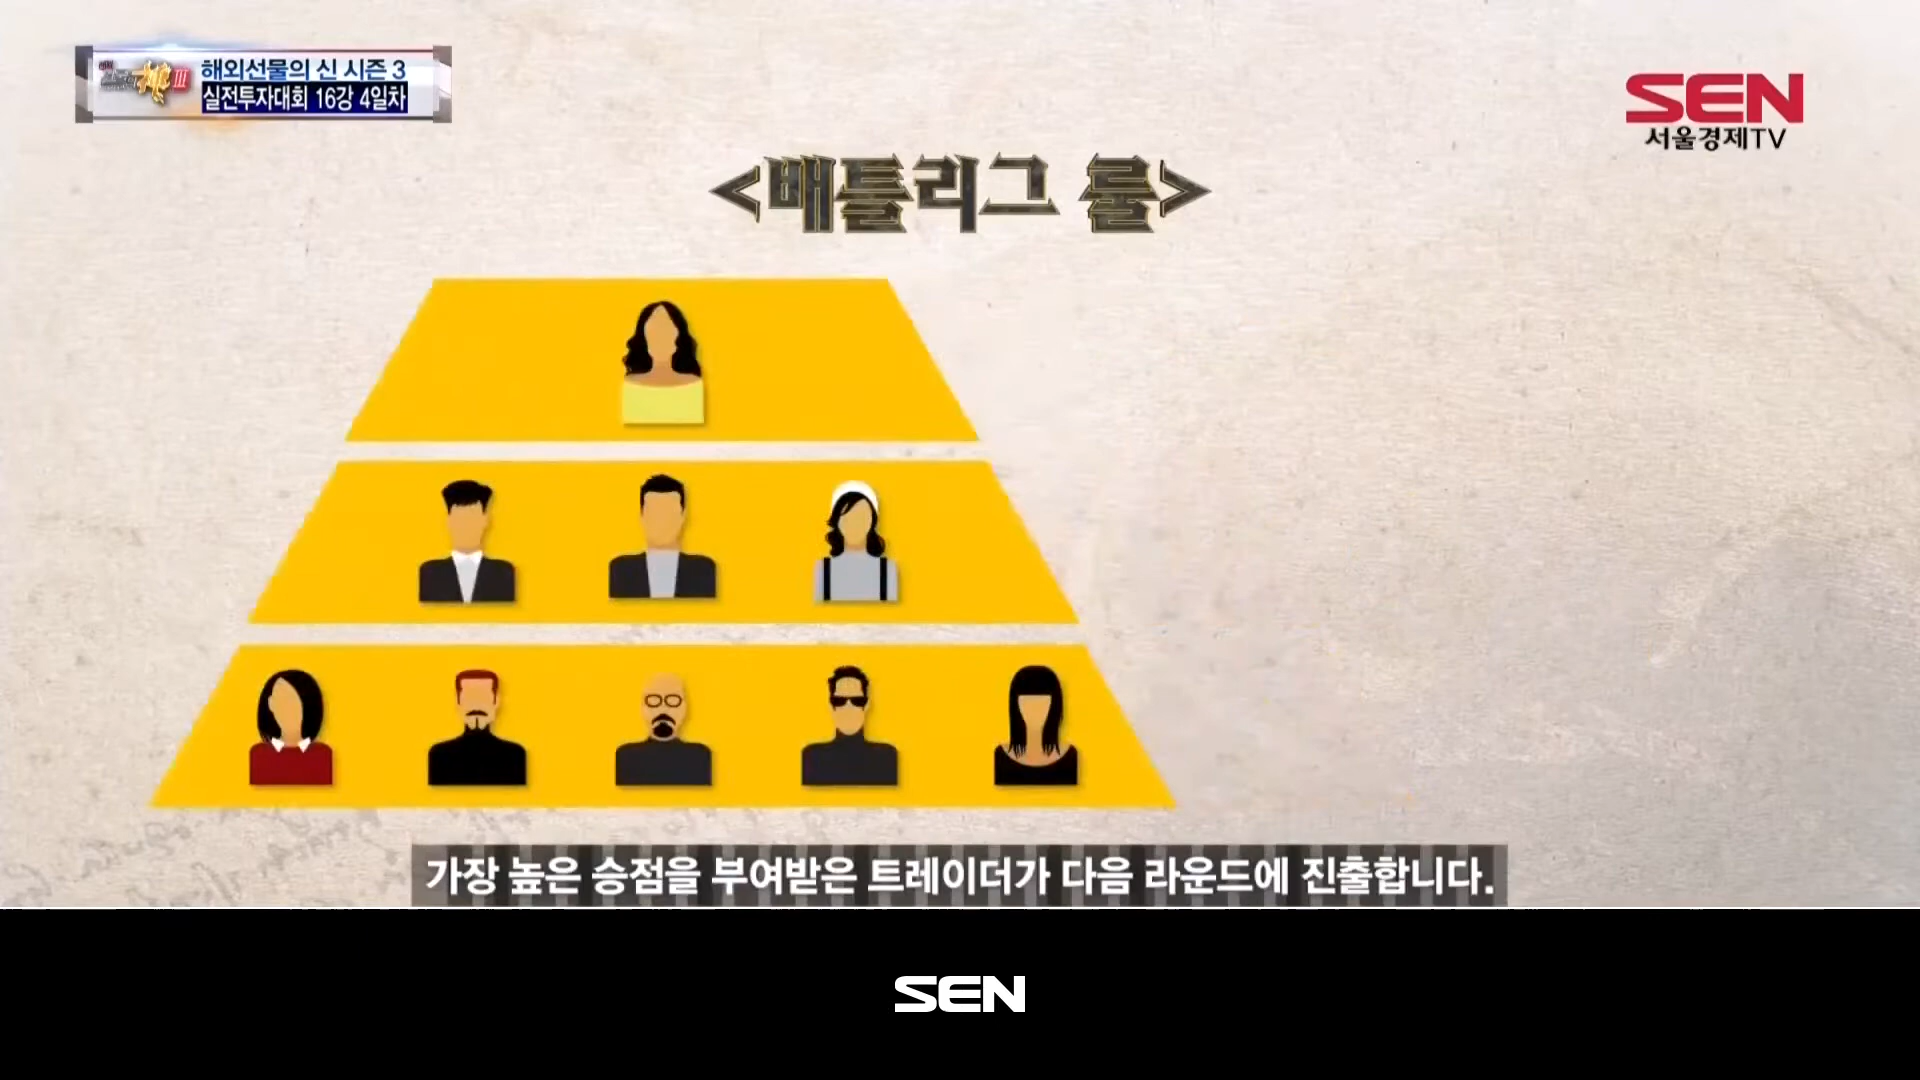 해외선물의 신 시즌 3
실전투자대회 16강 4일차
SEN
서울경제TV
<배틀리그 룰>
가장 높은 승점을 부여받은 트레이더가 다음 라운드에 진출합니다.
SEN